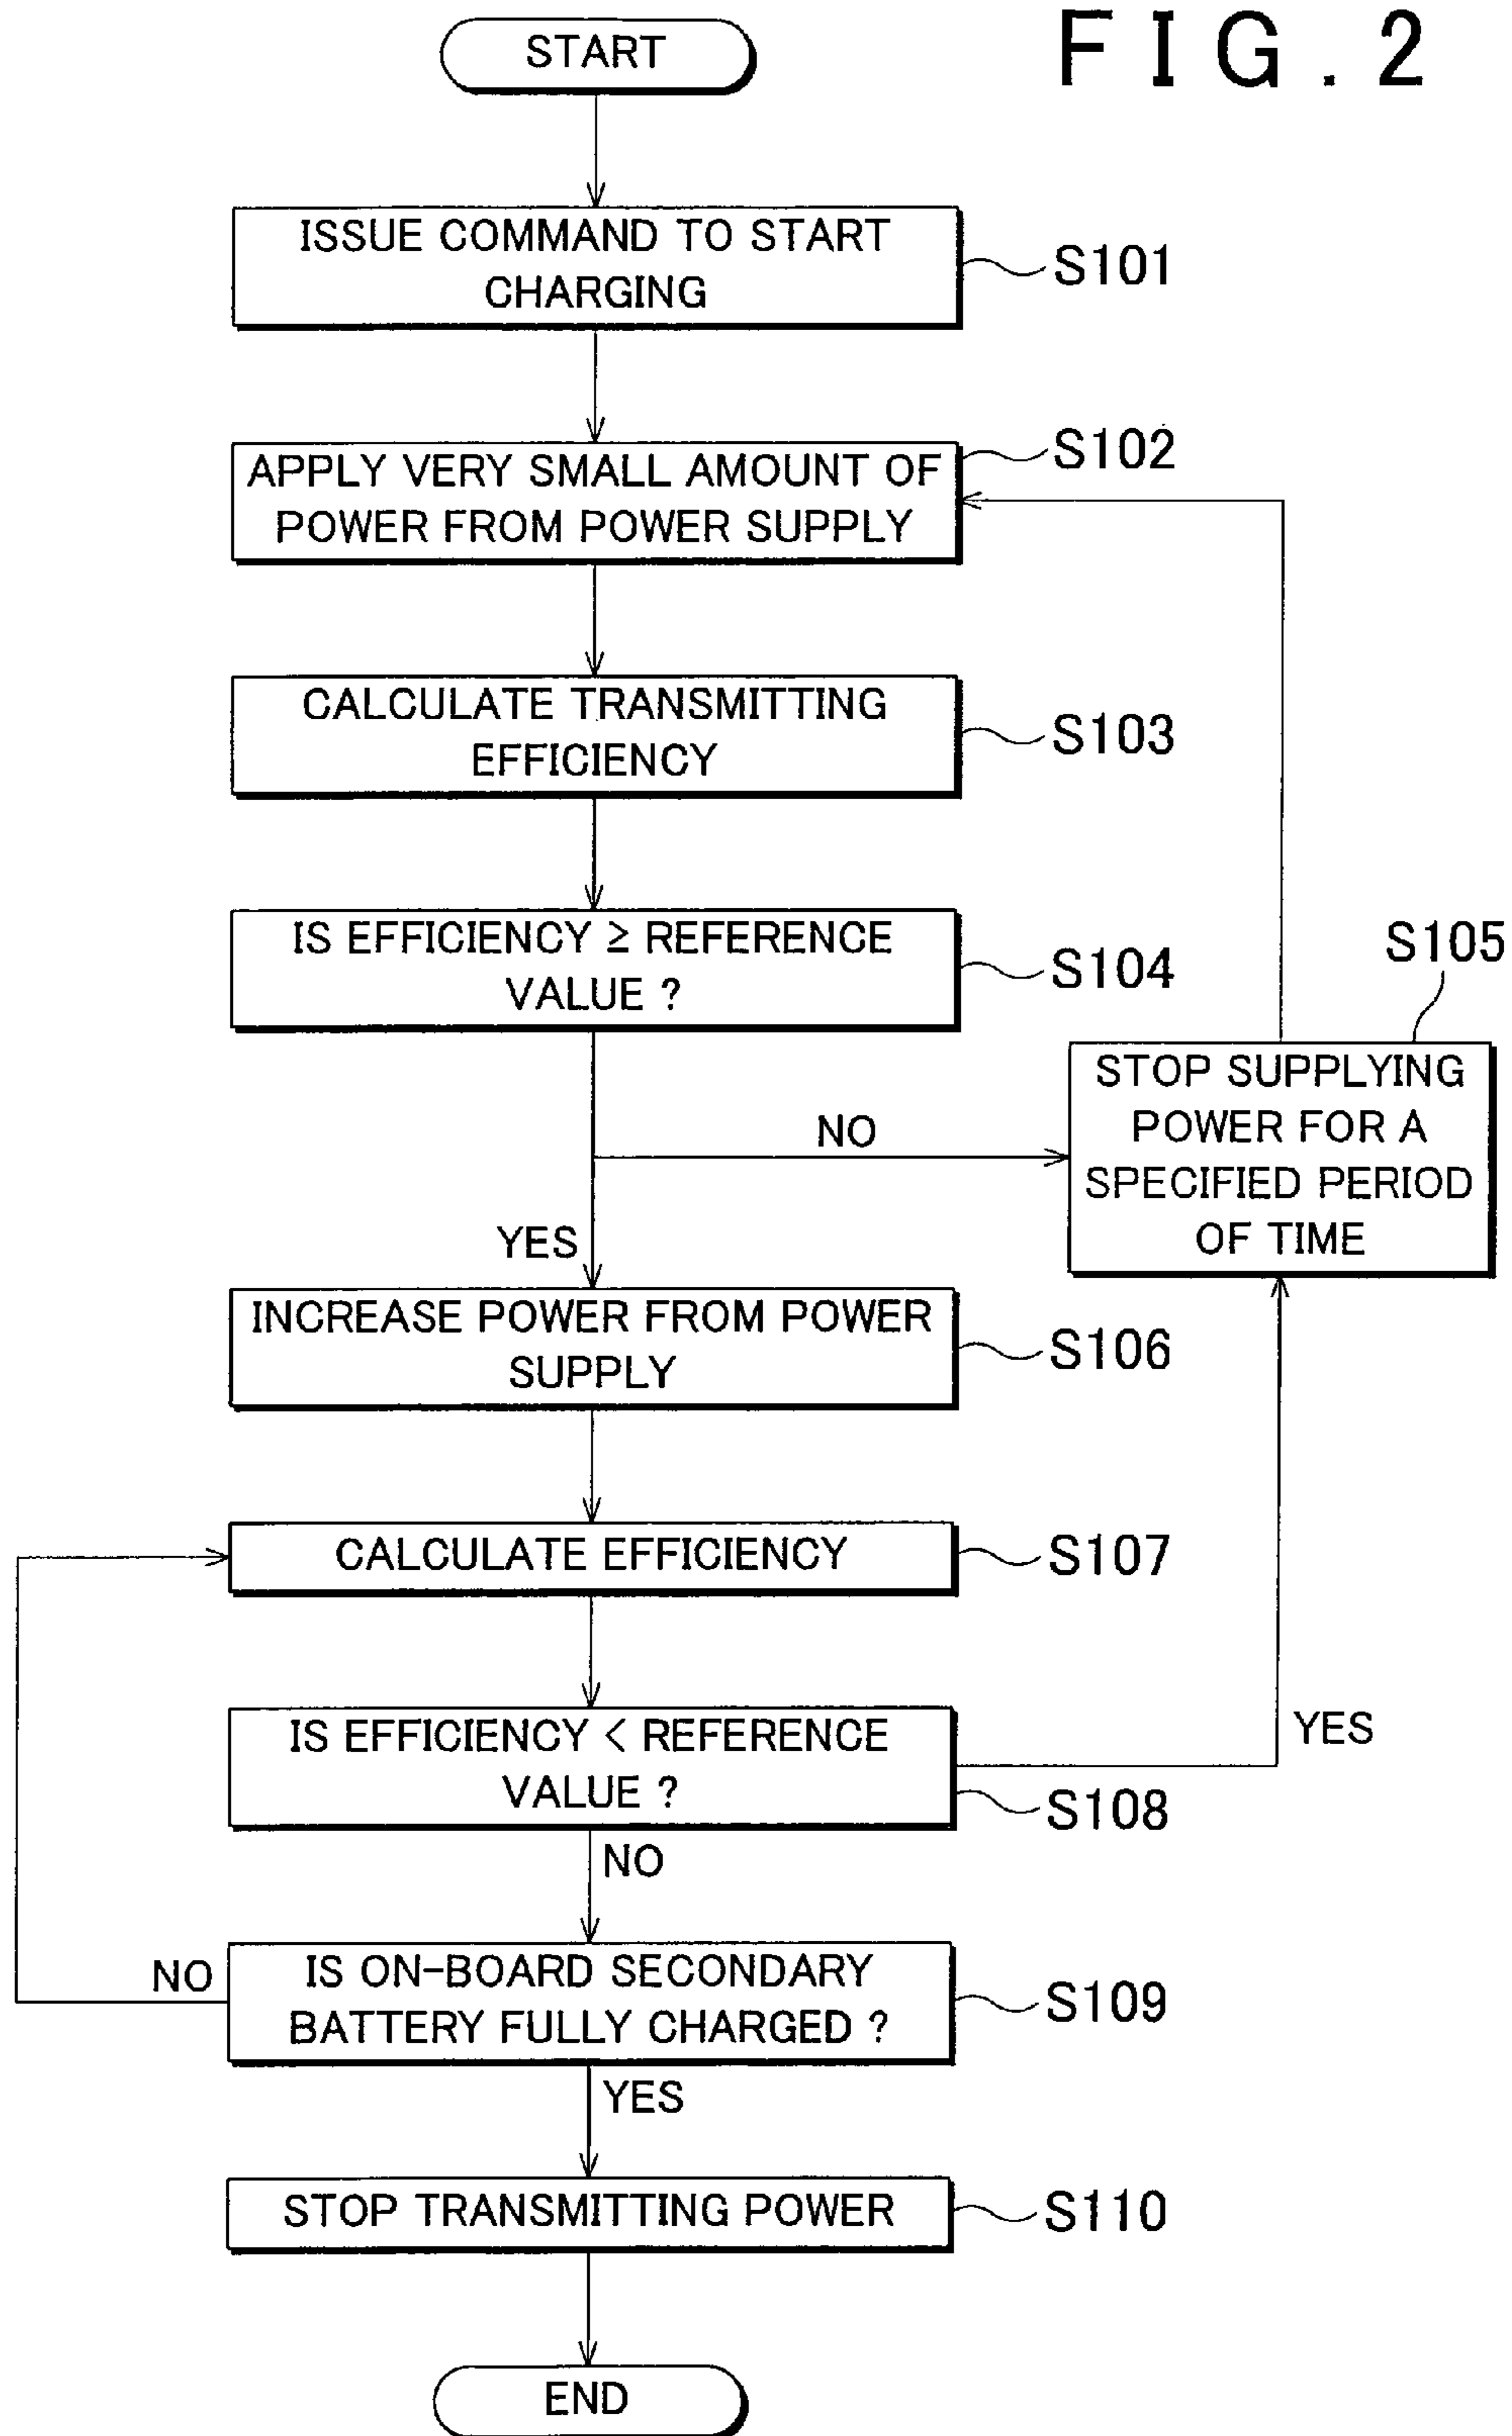 FIG.2
START
ISSUE COMMAND TO START
CHARGING
S101
APPLY VERY SMALL AMOUNT OF
POWER FROM POWER SUPPLY
S102
CALCULATE TRANSMITTING
EFFICIENCY
S103
IS EFFICIENCY ≥ REFERENCE
VALUE ?
S104
S105
STOP SUPPLYING
POWER FOR A
SPECIFIED PERIOD
OF TIME
NO
YES
INCREASE POWER FROM POWER
SUPPLY
S106
CALCULATE EFFICIENCY
S107
IS EFFICIENCY < REFERENCE
VALUE ?
S108
YES
NO
IS ON-BOARD SECONDARY
BATTERY FULLY CHARGED ?
S109
NO
YES
STOP TRANSMITTING POWER
S110
END